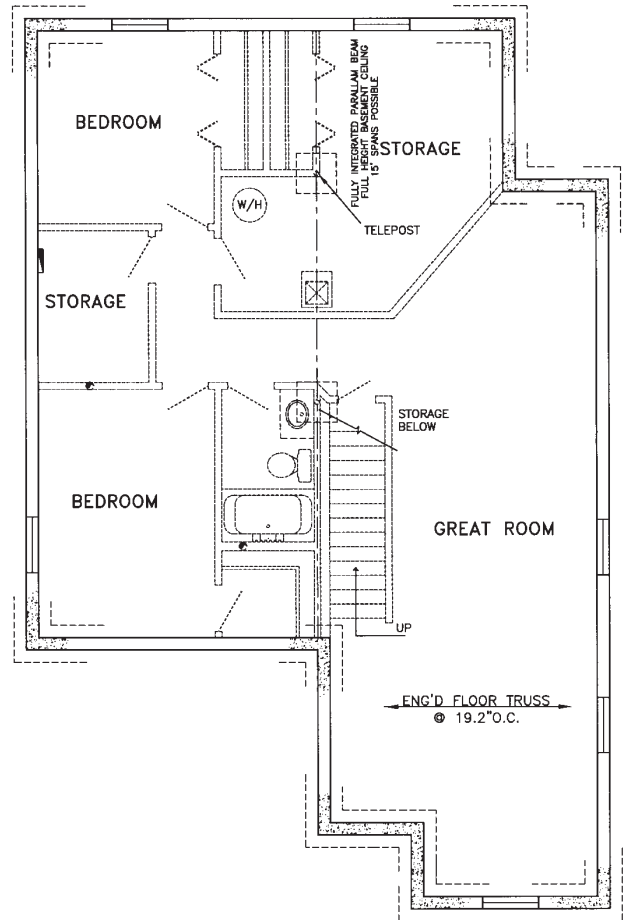 BEDROOM
FULLY INTEGRATED PARALLAM BEAM
FULL HEIGHT BASEMENT CEILING
15' SPANS POSSIBLE
STORAGE
W/H
TELEPOST
STORAGE
STORAGE
BELOW
BEDROOM
GREAT ROOM
UP
ENG'D FLOOR TRUSS
@ 19.2"O.C.